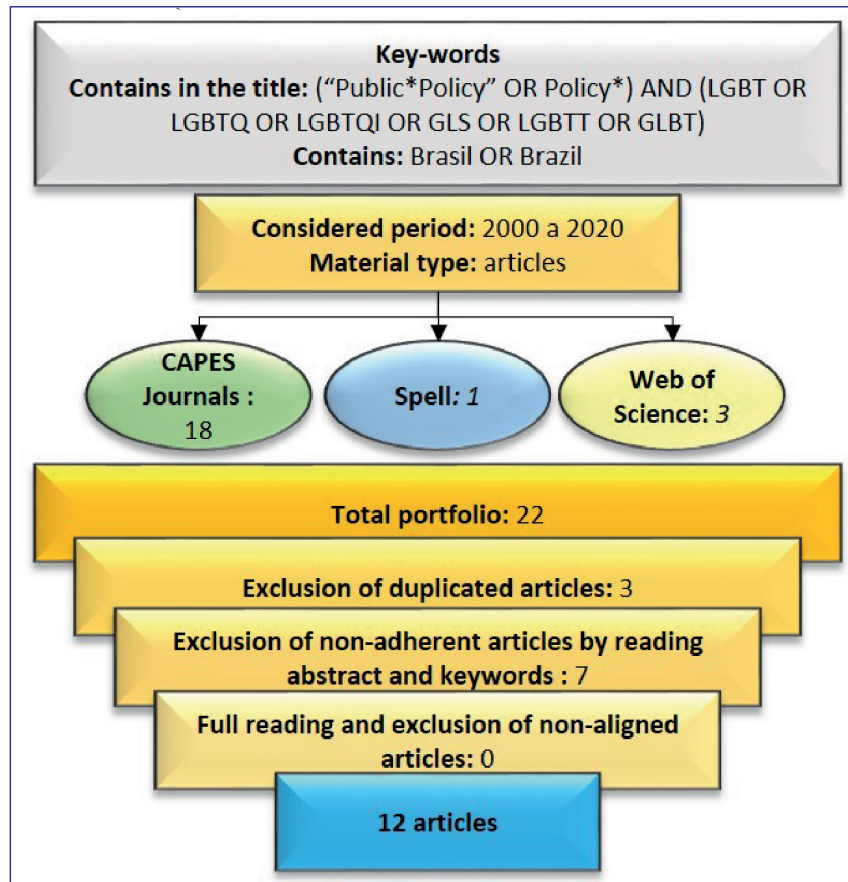 Key-words
Contains in the title: (“Public*Policy” OR Policy*) AND (LGBT OR
LGBTQ OR LGBTQI OR GLS OR LGBTT OR GLBT)
Contains: Brasil OR Brazil
Considered period: 2000 a 2020
Material type: articles
CAPES
Journals :
18
Spell: 1
Web of
Science: 3
Total portfolio: 22
Exclusion of duplicated articles: 3
Exclusion of non-adherent articles by reading
abstract and keywords : 7
Full reading and exclusion of non-aligned
articles: 0
12 articles